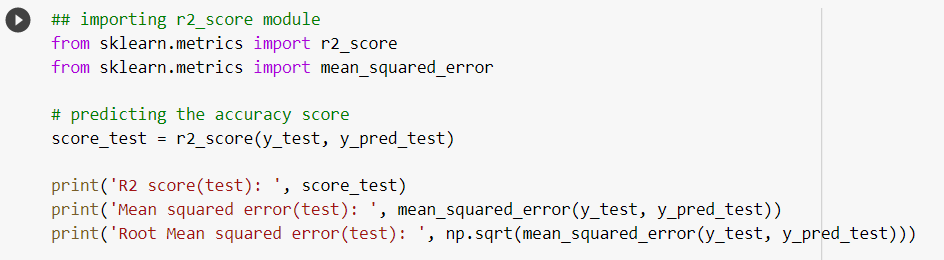 ## importing r2_score module
from sklearn.metrics import r2_score
from sklearn.metrics import mean_squared_error
# predicting the accuracy score
score_test = r2_score(y_test, y_pred_test)
print('R2 score(test): ', score_test)
print('Mean squared error(test): ', mean_squared_error(y_test, y_pred_test))
print('Root Mean squared error(test): ', np.sqrt(mean_squared_error(y_test, y_pred_test)))